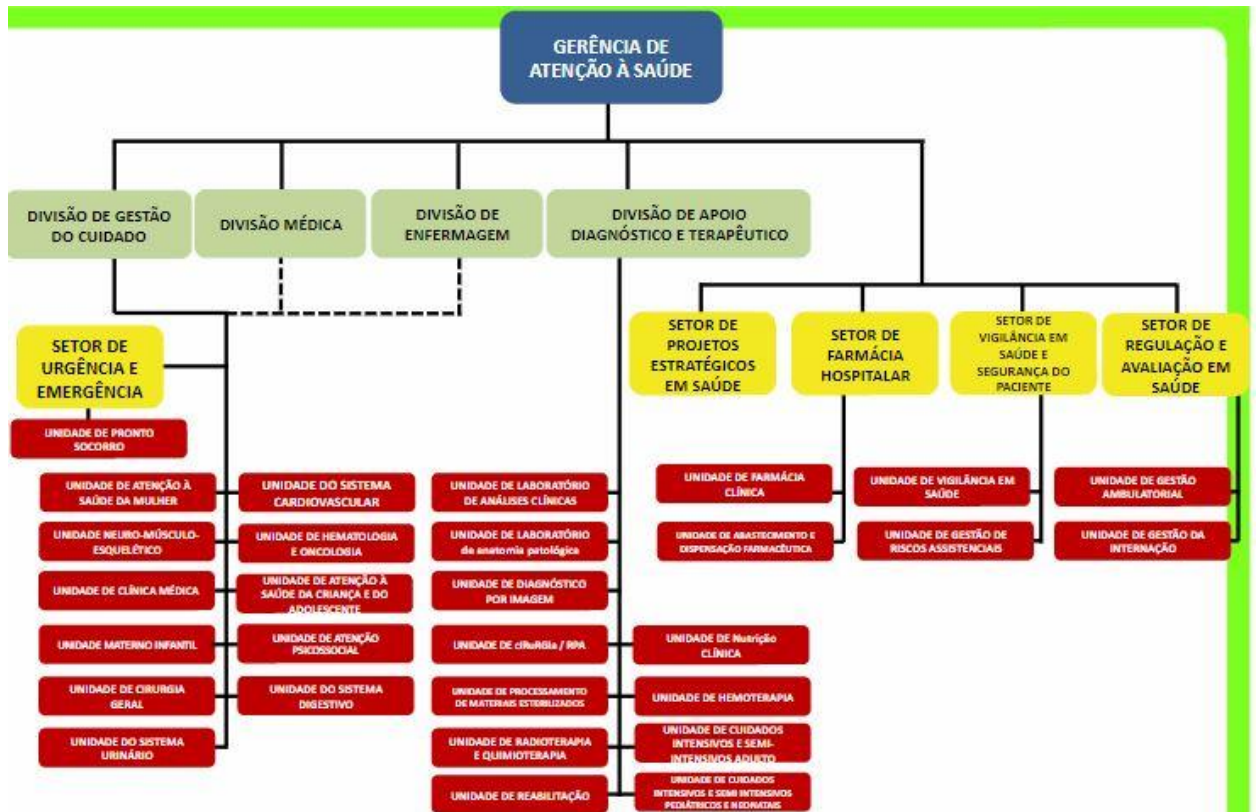 GERÊNCIA DE
ATENÇÃO À SAÚDE
DIVISÃO DE GESTÃO
DO CUIDADO
DIVISÃO MÉDICA
DIVISÃO DE
ENFERMAGEM
DIVISÃO DE APOIO
DIAGNÓSTICO E TERAPÊUTICO
SETOR DE
URGÊNCIA E
EMERGÊNCIA
SETOR DE
PROJETOS
ESTRATÉGICOS
EM SAÚDE
SETOR DE
FARMÁCIA
HOSPITALAR
SETOR DE
VIGILÂNCIA EM
SAÚDE E
SEGURANÇA DO
PACIENTE
SETOR DE
REGULAÇÃO E
AVALIAÇÃO EM
SAÚDE
UNIDADE DE PRONTO
SOCORRO
UNIDADE DE ATENÇÃO À
SAÚDE DA MULHER
UNIDADE DO SISTEMA
CARDIOVASCULAR
UNIDADE NEURO-MÚSCULO-
ESQUELÉTICO
UNIDADE DE HEMATOLOGIA
E ONCOLOGIA
UNIDADE DE CLÍNICA MÉDICA
UNIDADE DE ATENÇÃO À
SAÚDE DA CRIANÇA E DO
ADOLESCENTE
UNIDADE MATERNO INFANTIL
UNIDADE DE ATENÇÃO
PSICOSSOCIAL
UNIDADE DE CIRURGIA
GERAL
UNIDADE DO SISTEMA
DIGESTIVO
UNIDADE DO SISTEMA
URINÁRIO
UNIDADE DE LABORATÓRIO
DE ANÁLISES CLÍNICAS
UNIDADE DE LABORATÓRIO
de anatomia patológica
UNIDADE DE DIAGNÓSTICO
POR IMAGEM
UNIDADE DE ciRuRGIa / RPA
UNIDADE DE Nutrição
CLÍNICA
UNIDADE DE PROCESSAMENTO
DE MATERIAIS ESTERILIZADOS
UNIDADE DE HEMOTERAPIA
UNIDADE DE RADIOTERAPIA
E QUIMIOTERAPIA
UNIDADE DE CUIDADOS
INTENSIVOS E SEMI-
INTENSIVOS ADULTO
UNIDADE DE REABILITAÇÃO
UNIDADE DE CUIDADOS
INTENSIVOS E SEMI INTENSIVOS
PEDIÁTRICOS E NEONATAIS
UNIDADE DE FARMÁCIA
CLÍNICA
UNIDADE DE VIGILÂNCIA EM
SAÚDE
UNIDADE DE GESTÃO
AMBULATORIAL
UNIDADE DE ABASTECIMENTO E
DISPENSAÇÃO FARMACÊUTICA
UNIDADE DE GESTÃO DE
RISCOS ASSISTENCIAIS
UNIDADE DE GESTÃO DA
INTERNAÇÃO